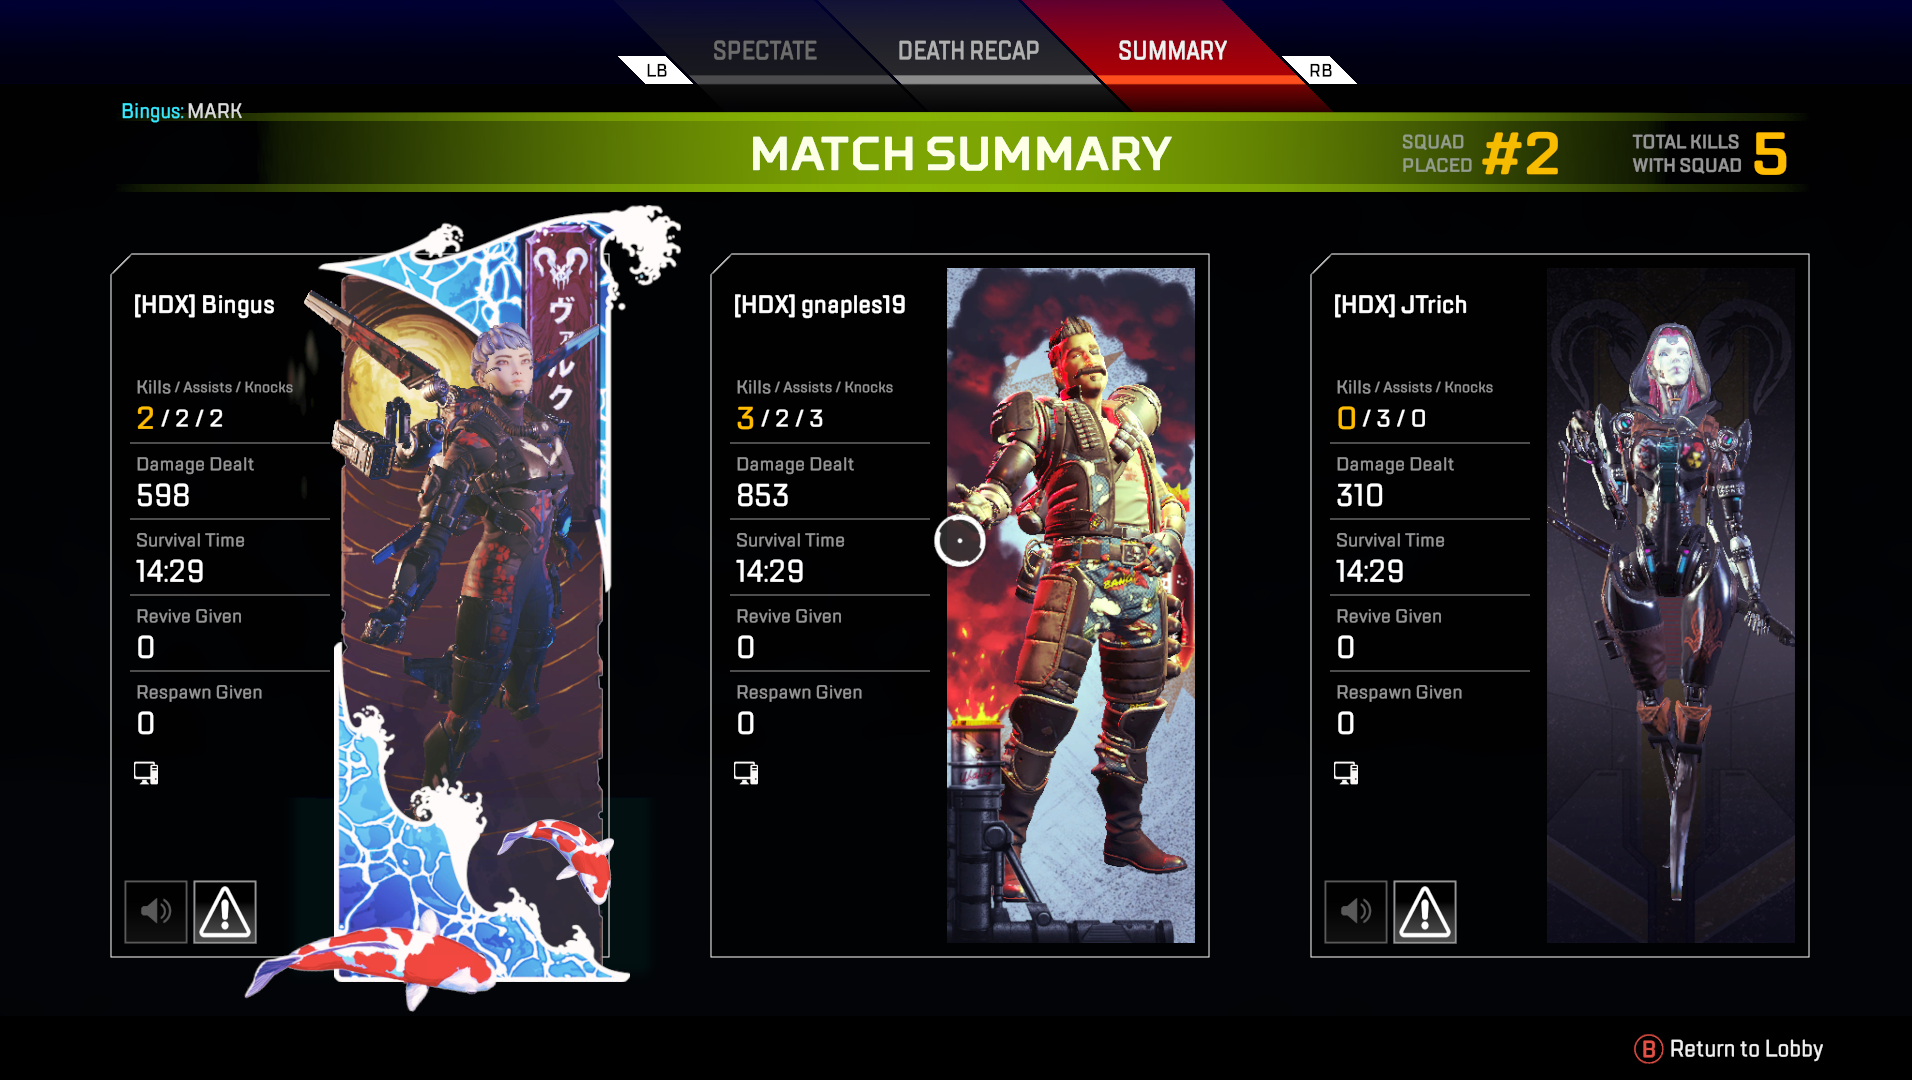 LB
SPECTATE
DEATH RECAP
SUMMARY
RB
Bingus: MARK
MATCH SUMMARY
SQUAD
PLACED
#2
TOTAL KILLS
WITH SQUAD
5
[HDX] Bingus
Kills / Assists / Knocks
2 / 2 / 2
Damage Dealt
598
Survival Time
14:29
Revive Given
0
Respawn Given
0
ヴァルク
[HDX] gnaples19
Kills / Assists / Knocks
3 / 2 / 3
Damage Dealt
853
Survival Time
14:29
Revive Given
0
Respawn Given
0
[HDX] JTrich
Kills / Assists / Knocks
0 / 3 / 0
Damage Dealt
310
Survival Time
14:29
Revive Given
0
Respawn Given
0
B Return to Lobby